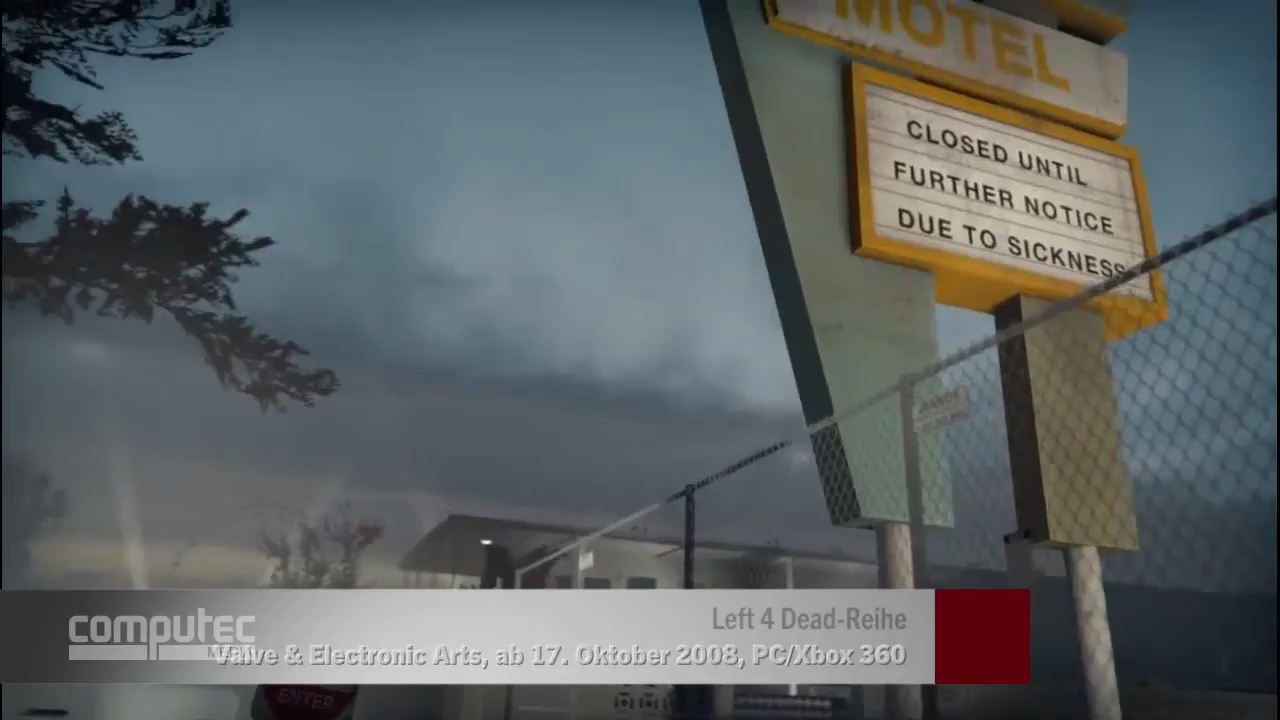 MOTEL
CLOSED UNTIL
FURTHER NOTICE
DUE TO SICKNESS
Left 4 Dead-Reihe
computec
Valve & Electronic Arts, ab 17. Oktober 2008, PC/Xbox 360
ENTER